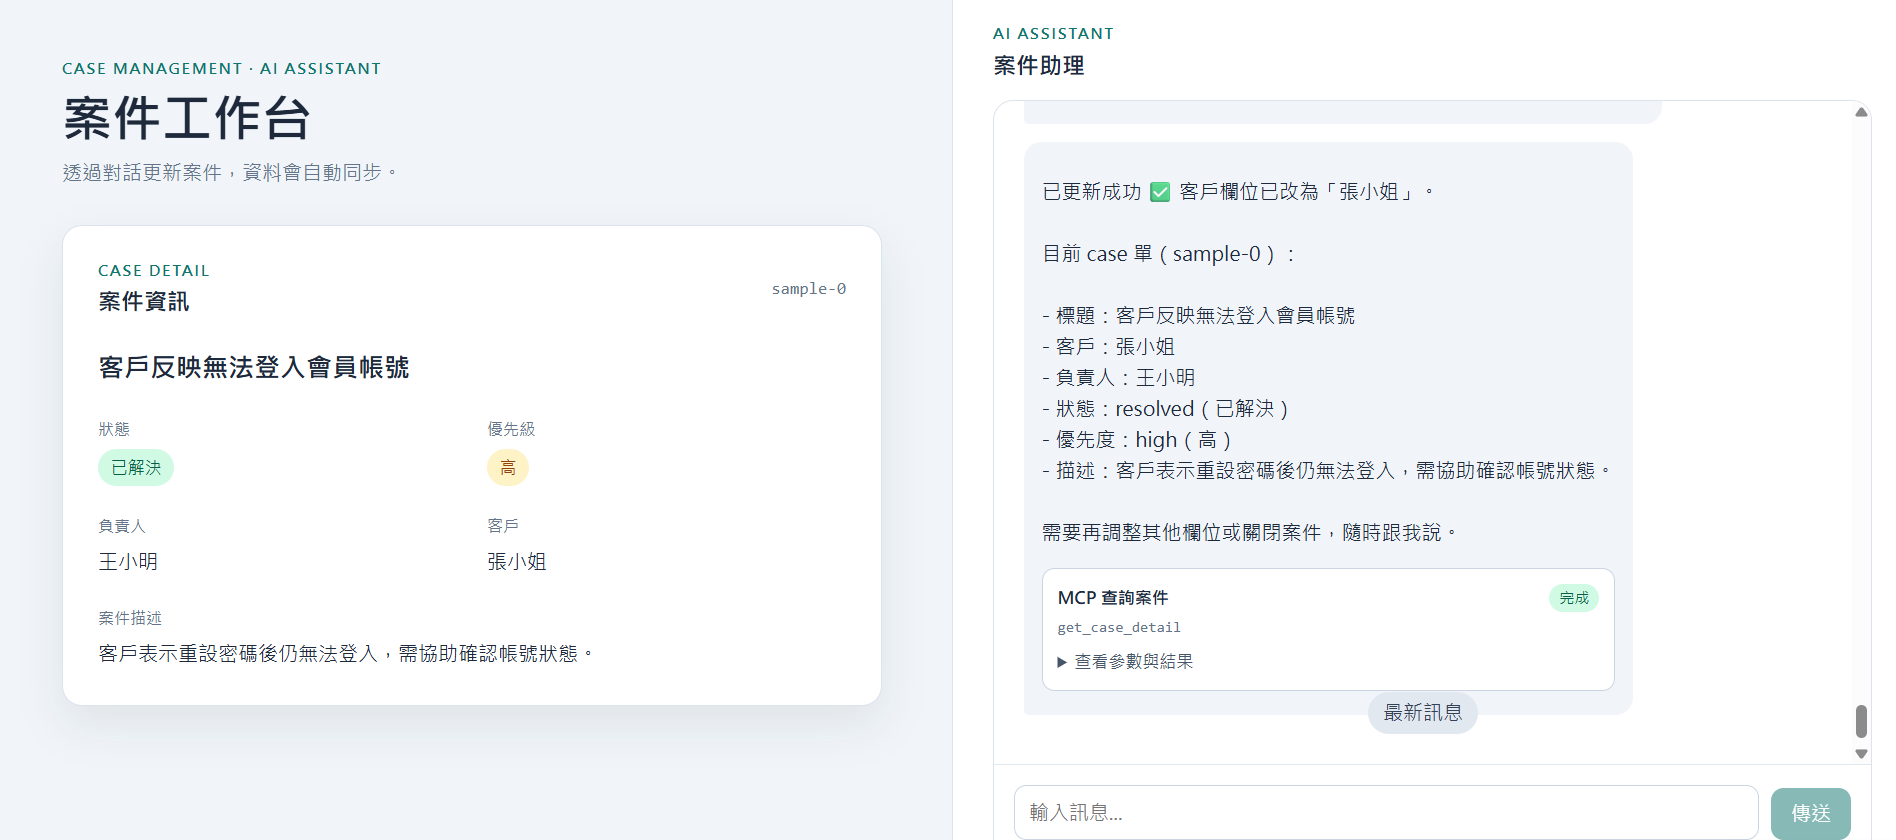 CASE MANAGEMENT · AI ASSISTANT
案件工作台
透過對話更新案件，資料會自動同步。
CASE DETAIL
案件資訊
sample-0
客戶反映無法登入會員帳號
狀態
優先級
已解決
高
負責人
客戶
王小明
張小姐
案件描述
客戶表示重設密碼後仍無法登入，需協助確認帳號狀態。
AI ASSISTANT
案件助理
已更新成功 ✅ 客戶欄位已改為「張小姐」。
目前 case 單（sample-0）：
- 標題：客戶反映無法登入會員帳號
- 客戶：張小姐
- 負責人：王小明
- 狀態：resolved（已解決）
- 優先度：high（高）
- 描述：客戶表示重設密碼後仍無法登入，需協助確認帳號狀態。
需要再調整其他欄位或關閉案件，隨時跟我說。
MCP 查詢案件
完成
get_case_detail
▶ 查看參數與結果
最新訊息
輸入訊息...
傳送